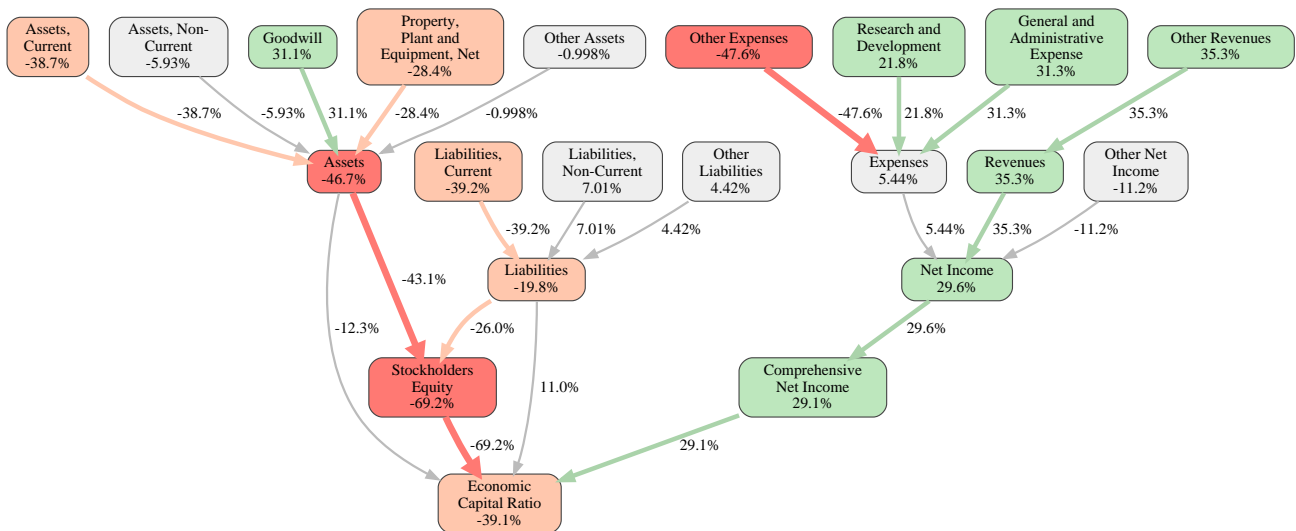 Assets,
Current
-38.7%
Assets, Non-
Current
-5.93%
Goodwill
31.1%
Property,
Plant and
Equipment, Net
-28.4%
Other Assets
-0.998%
Other Expenses
-47.6%
Research and
Development
21.8%
General and
Administrative
Expense
31.3%
Other Revenues
35.3%
-38.7%
-5.93%
31.1%
-28.4%
-0.998%
-47.6%
21.8%
31.3%
35.3%
Assets
-46.7%
Liabilities,
Current
-39.2%
Liabilities,
Non-Current
7.01%
Other
Liabilities
4.42%
Expenses
5.44%
Revenues
35.3%
Other Net
Income
-11.2%
-39.2%
7.01%
4.42%
5.44%
35.3%
-11.2%
Liabilities
-19.8%
Net Income
29.6%
-43.1%
-12.3%
-26.0%
29.6%
Stockholders
Equity
-69.2%
11.0%
Comprehensive
Net Income
29.1%
-69.2%
29.1%
Economic
Capital Ratio
-39.1%